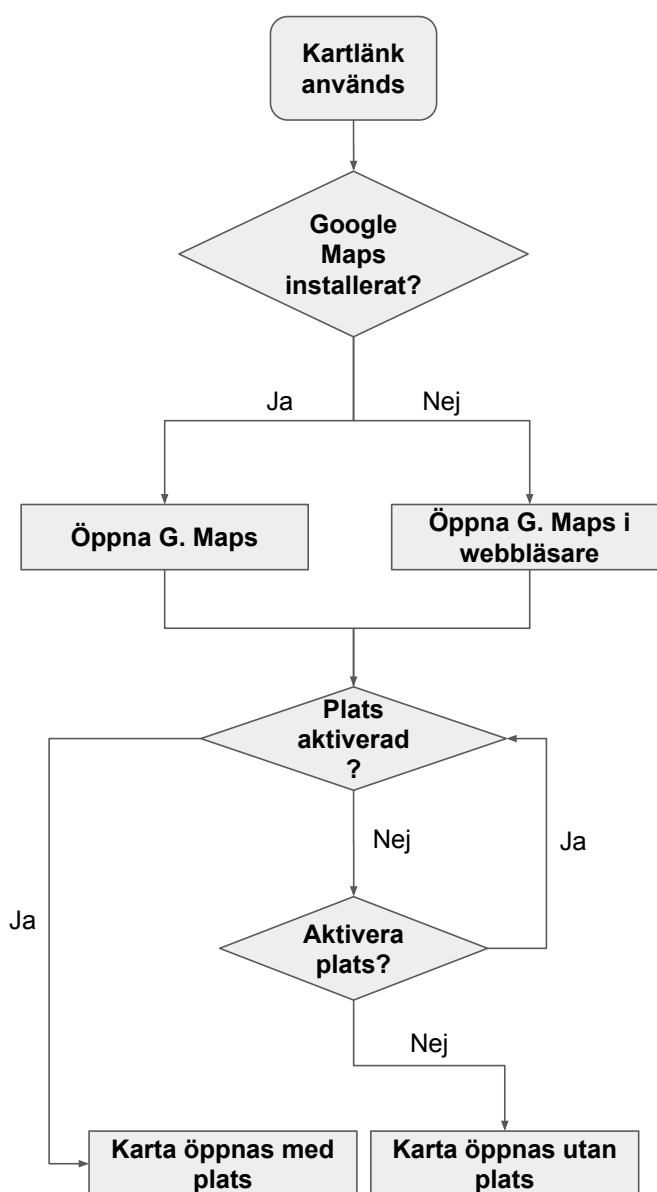 Kartlänk
används
Google
Maps
installerat?
Ja
Nej
Öppna G. Maps
Öppna G. Maps i
webbläsare
Plats
aktiverad
?
Nej
Ja
Ja
Aktivera
plats?
Nej
Karta öppnas med
plats
Karta öppnas utan
plats